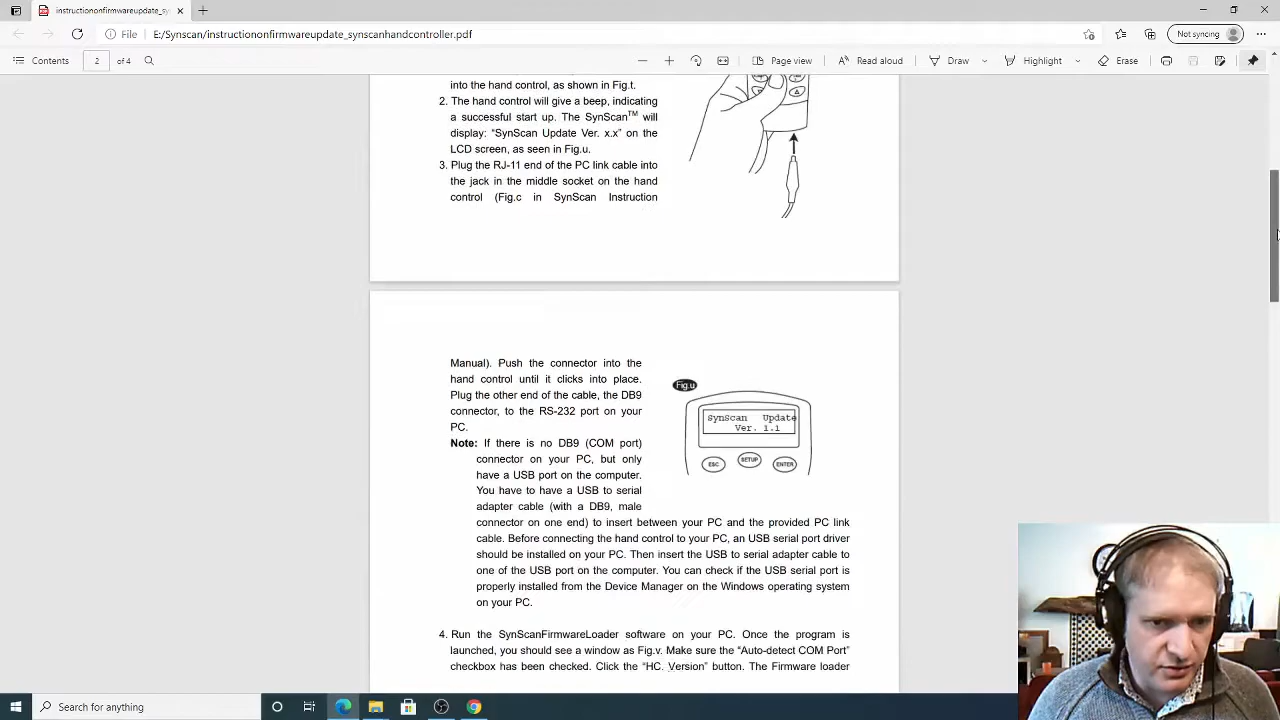 instructiononfirmwareupdate_syn
File
E:/Synscan/instructiononfirmwareupdate_synscanhandcontroller.pdf
Not syncing
Contents
2
of 4
Page view
Read aloud
Draw
Highlight
Erase
into the hand control, as shown in Fig.t.
2. The hand control will give a beep, indicating
a successful start up. The SynScan™ will
display: “SynScan Update Ver. x.x” on the
LCD screen, as seen in Fig.u.
3. Plug the RJ-11 end of the PC link cable into
the jack in the middle socket on the hand
control (Fig.c in SynScan Instruction
Manual). Push the connector into the
hand control until it clicks into place.
Plug the other end of the cable, the DB9
connector, to the RS-232 port on your
PC.
Fig.u
SynScan Update
Ver. 1.1
ESC
SETUP
ENTER
Note: If there is no DB9 (COM port)
connector on your PC, but only
have a USB port on the computer.
You have to have a USB to serial
adapter cable (with a DB9, male
connector on one end) to insert between your PC and the provided PC link
cable. Before connecting the hand control to your PC, an USB serial port driver
should be installed on your PC. Then insert the USB to serial adapter cable to
one of the USB port on the computer. You can check if the USB serial port is
properly installed from the Device Manager on the Windows operating system
on your PC.
4. Run the SynScanFirmwareLoader software on your PC. Once the program is
launched, you should see a window as Fig.v. Make sure the “Auto-detect COM Port”
checkbox has been checked. Click the “HC. Version” button. The Firmware loader
Search for anything